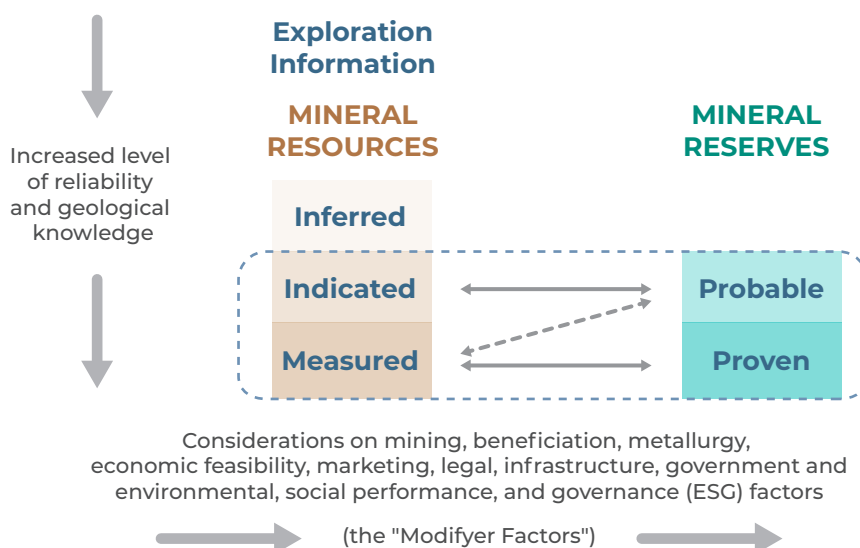 Exploration
Information
MINERAL
RESOURCES
MINERAL
RESERVES
Increased level
of reliability
and geological
knowledge
Inferred
Indicated
Probable
Measured
Proven
Considerations on mining, beneficiation, metallurgy,
economic feasibility, marketing, legal, infrastructure, government and
environmental, social performance, and governance (ESG) factors
(the "Modifyer Factors")